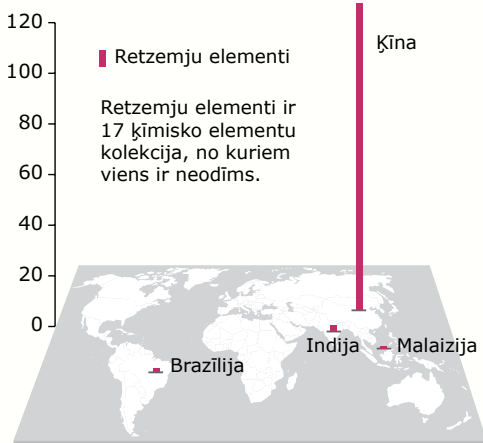 120
100
80
60
40
20
0
Retzemju elementi
Retzemju elementi ir
17 ķīmisko elementu
kolekcija, no kuriem
viens ir neodīms.
Ķīna
Indija
Malaizija
Brazīlija